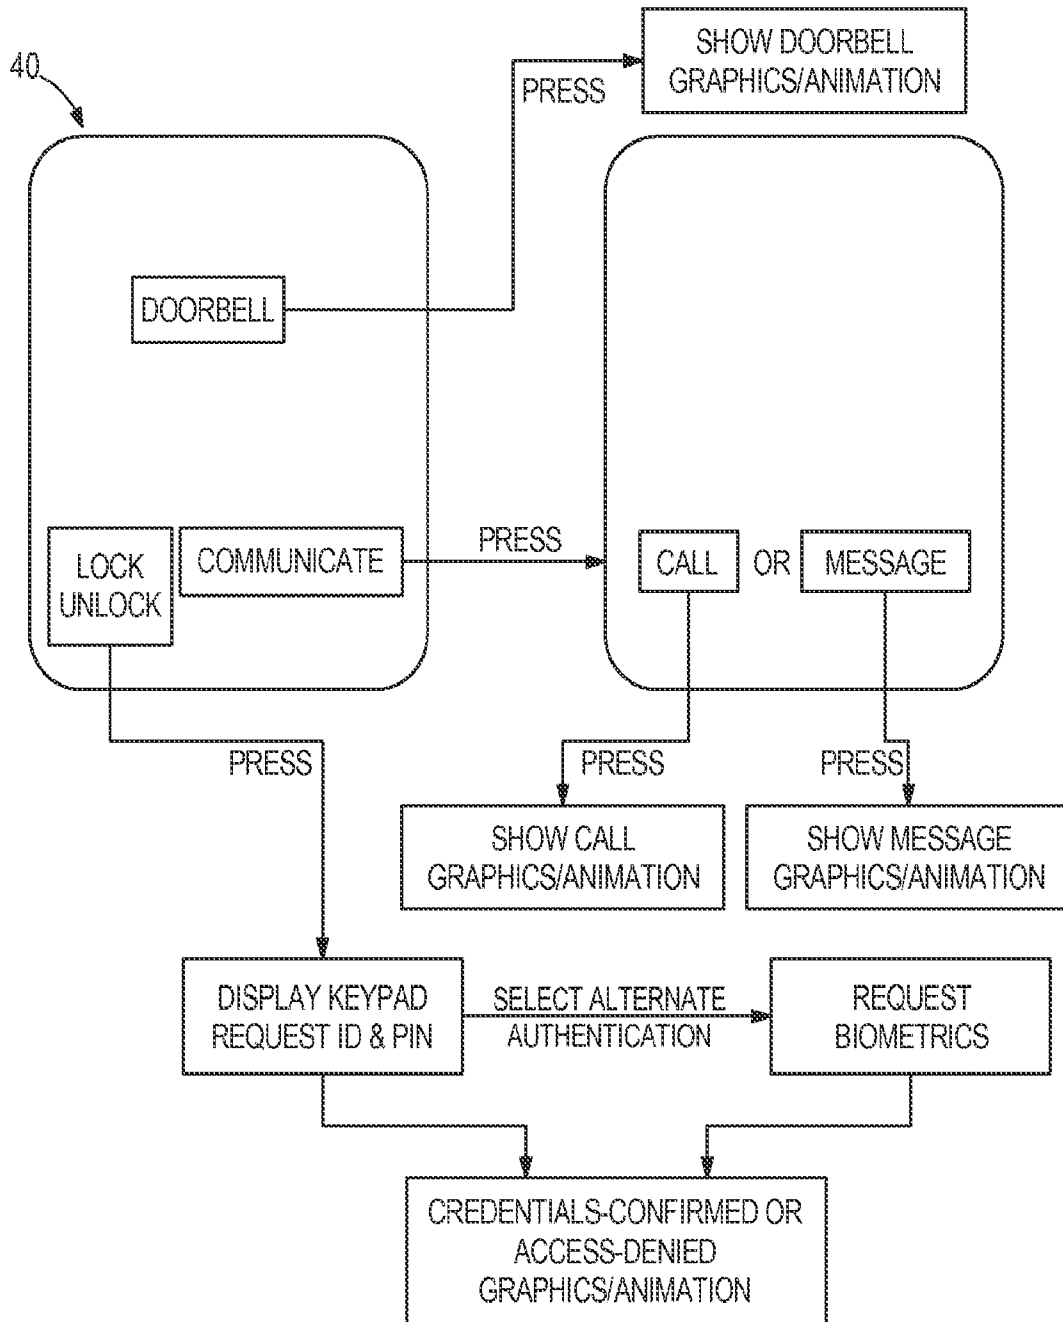 SHOW DOORBELL
GRAPHICS/ANIMATION
40
PRESS
DOORBELL
LOCK
UNLOCK
COMMUNICATE
PRESS
CALL
OR
MESSAGE
PRESS
PRESS
PRESS
SHOW CALL
GRAPHICS/ANIMATION
SHOW MESSAGE
GRAPHICS/ANIMATION
DISPLAY KEYPAD
REQUEST ID & PIN
SELECT ALTERNATE
AUTHENTICATION
REQUEST
BIOMETRICS
CREDENTIALS-CONFIRMED OR
ACCESS-DENIED
GRAPHICS/ANIMATION